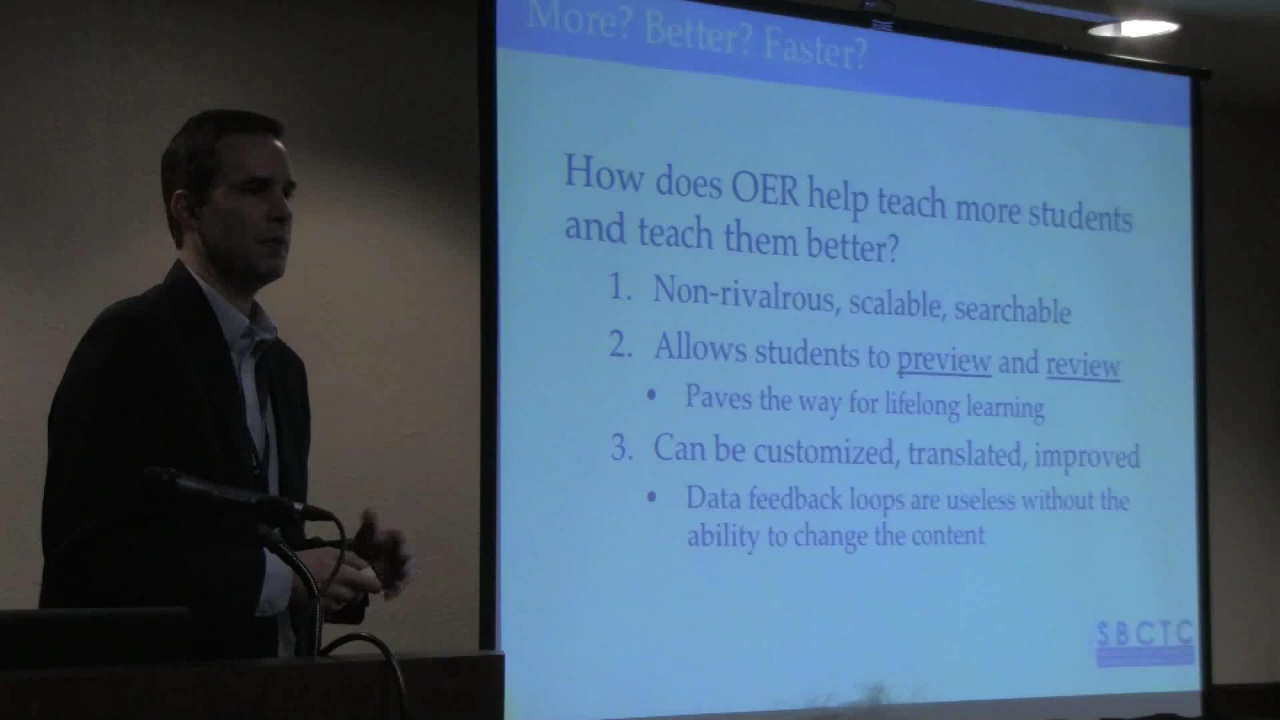 More? Better? Faster?
How does OER help teach more students
and teach them better?
1. Non-rivalrous, scalable, searchable
2. Allows students to preview and review
• Paves the way for lifelong learning
3. Can be customized, translated, improved
• Data feedback loops are useless without the
ability to change the content
SBCTC